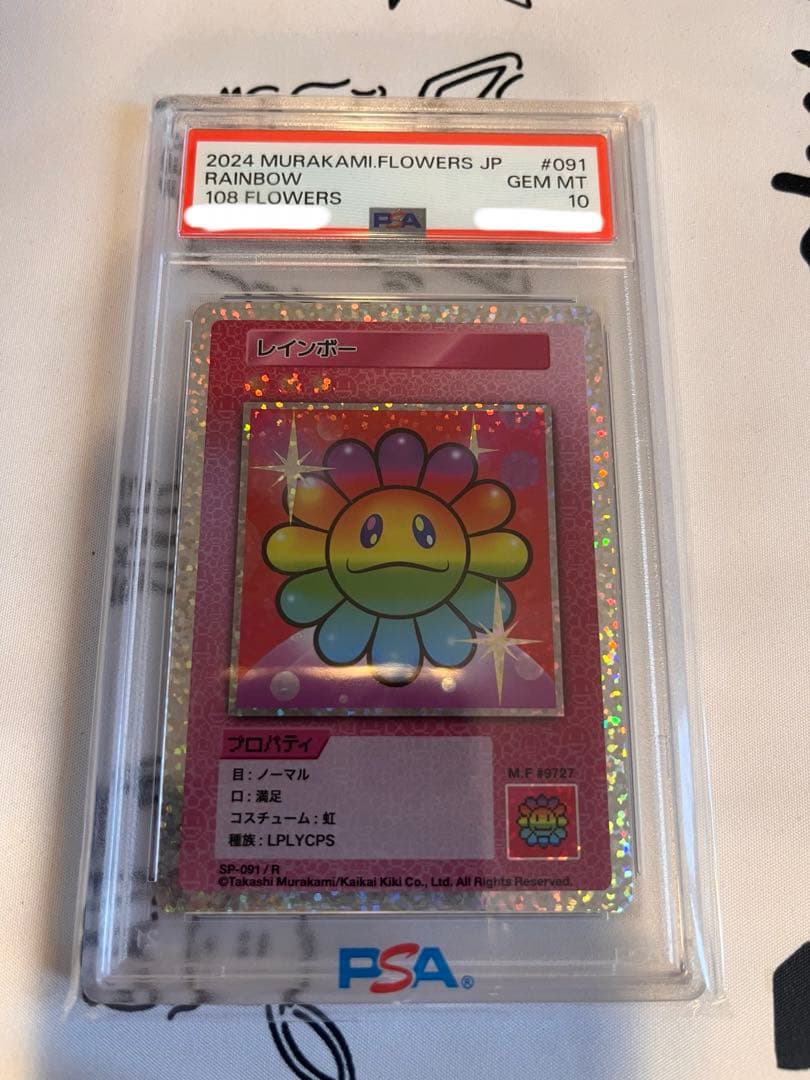 2024 MURAKAMI.FLOWERS JP #091
RAINBOW GEM MT
108 FLOWERS 10
PSA
レインボー
プロパティ
目 : ノーマル
口 : 満足
コスチューム : 虹
種族 : LPLYCPS
M.F #9727
SP-091 / R
©Takashi Murakami/Kaikai Kiki Co., Ltd. All Rights Reserved.
PSA®